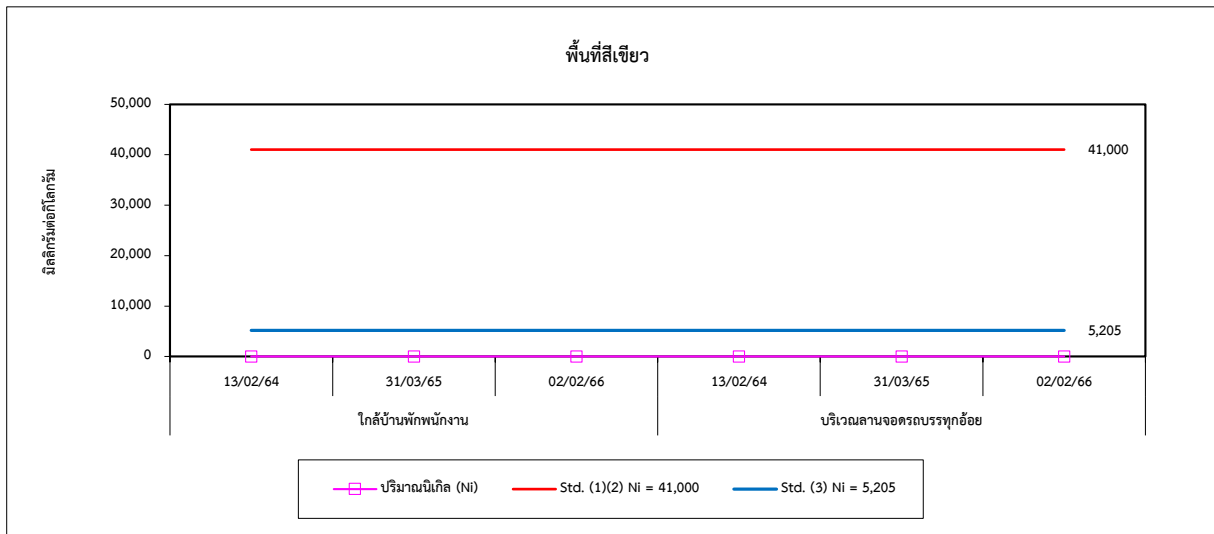 พื้นที่สีเขียว
มิลลิกรัมต่อกิโลกรัม
50,000
40,000
30,000
20,000
10,000
0
41,000
5,205
13/02/64 31/03/65 02/02/66 13/02/64 31/03/65 02/02/66
ใกล้บ้านพักพนักงาน บริเวณลานจอดรถบรรทุกอ้อย
ปริมาณนิเกิล (Ni) Std. (1)(2) Ni = 41,000 Std. (3) Ni = 5,205